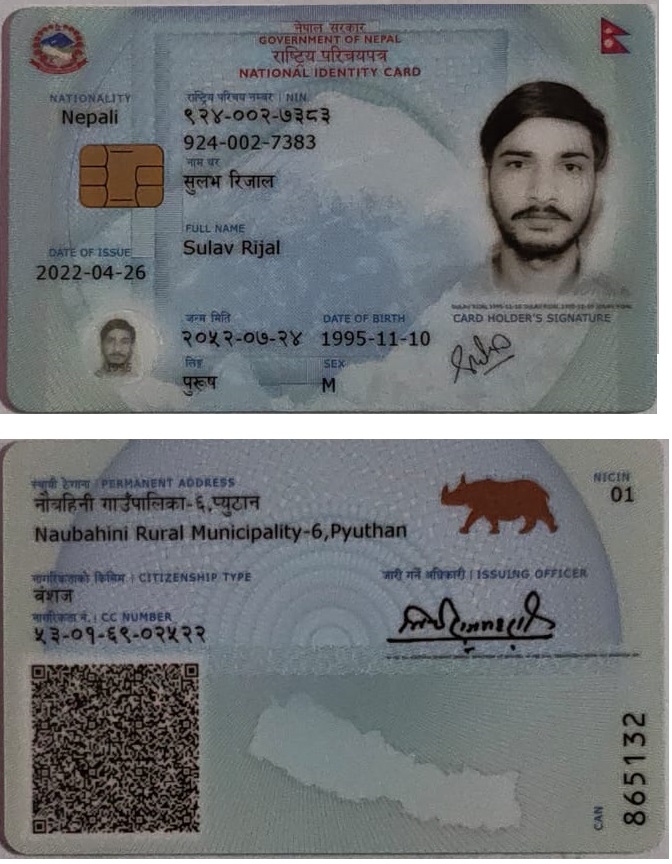 नेपाल सरकार
GOVERNMENT OF NEPAL
राष्ट्रिय परिचयपत्र
NATIONAL IDENTITY CARD
NATIONALITY
Nepali
राष्ट्रिय परिचय नम्बर | NIN
९२४-००२-७३८३
924-002-7383
नाम थर
सुलभ रिजाल
FULL NAME
Sulav Rijal
DATE OF ISSUE
2022-04-26
जन्म मिति
२०५२-०७-२४
DATE OF BIRTH
1995-11-10
लिङ्ग
पुरूष
SEX
M
CARD HOLDER'S SIGNATURE
1995
स्थायी ठेगाना | PERMANENT ADDRESS
नौबहिनी गाउँपालिका-६,प्युठान
Naubahini Rural Municipality-6,Pyuthan
NICIN
01
नागरिकताको किसिम | CITIZENSHIP TYPE
वंशज
नागरिकता नं. | CC NUMBER
५३-०१-६९-०२५२२
जारी गर्ने अधिकारी | ISSUING OFFICER
CAN
865132